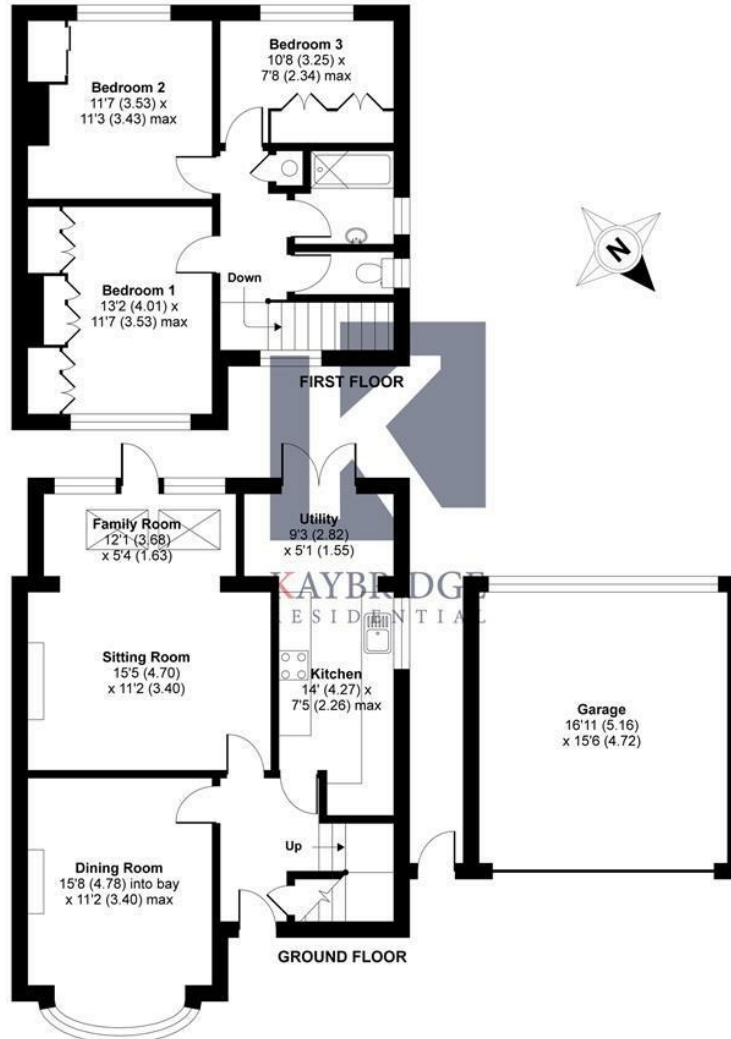 Bedroom 2
11'7 (3.53) x
11'3 (3.43) max
Bedroom 3
10'8 (3.25) x
7'8 (2.34) max
Bedroom 1
13'2 (4.01) x
11'7 (3.53) max
Down
N
FIRST FLOOR
Family Room
12'1 (3.68)
x 5'4 (1.63)
Utility
9'3 (2.82)
x 5'1 (1.55)
KAYBRIDGE
RESIDENTIAL
Sitting Room
15'5 (4.70)
x 11'2 (3.40)
Kitchen
14' (4.27) x
7'5 (2.26) max
Garage
16'11 (5.16)
x 15'6 (4.72)
Dining Room
15'8 (4.78) into bay
x 11'2 (3.40) max
Up
GROUND FLOOR